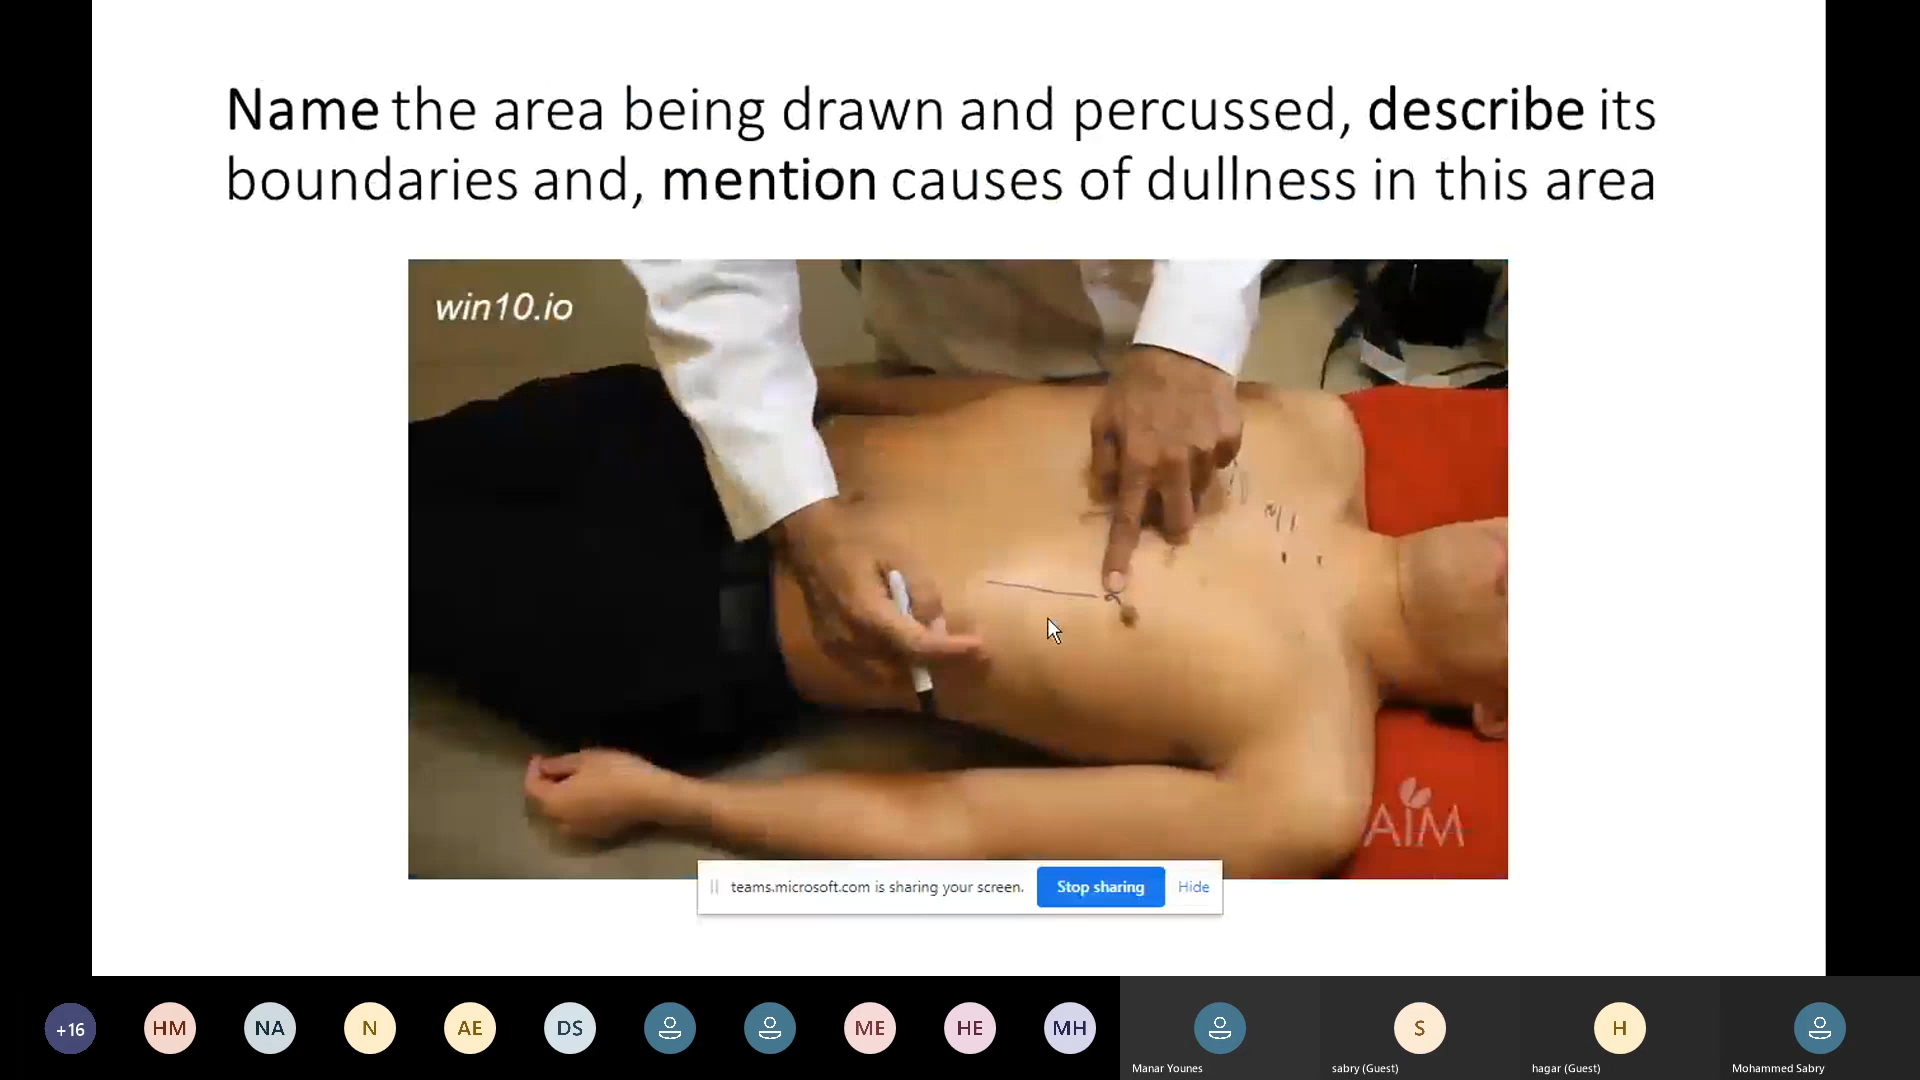 Name the area being drawn and percussed, describe its
boundaries and, mention causes of dullness in this area
win10.io
AIM
teams.microsoft.com is sharing your screen.
Stop sharing
Hide
+16
HM
NA
N
AE
DS
ME
HE
MH
S
H
Manar Younes
sabry (Guest)
hagar (Guest)
Mohammed Sabry